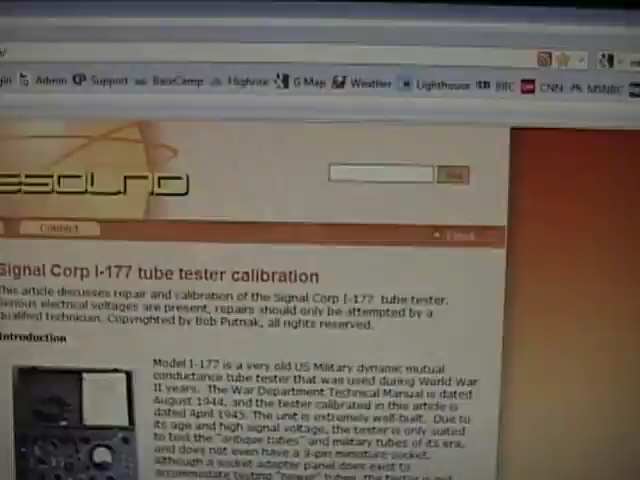 Admin Support BaseCamp Highrise G Map Weather Lighthouse BBC CNN MSNBC
ESOUND
Contact
Signal Corp I-177 tube tester calibration
This article discusses repair and calibration of the Signal Corp I-177 tube tester.
Various electrical voltages are present, repairs should only be attempted by a
qualified technician. Copyrighted by Bob Putnak, all rights reserved.
Introduction
Model I-177 is a very old US Military dynamic mutual
conductance tube tester that was used during World War
II years. The War Department Technical Manual is dated
August 1944, and the tester calibrated in this article is
dated April 1945. The unit is extremely well-built. Due to
its age and high signal voltage, the tester is only suited
to test the "antique tubes" and military tubes of its era,
and does not even have a 9-pin miniature socket.
Although a socket adapter panel does exist to
accommodate testing "newer" tubes, the tester is not